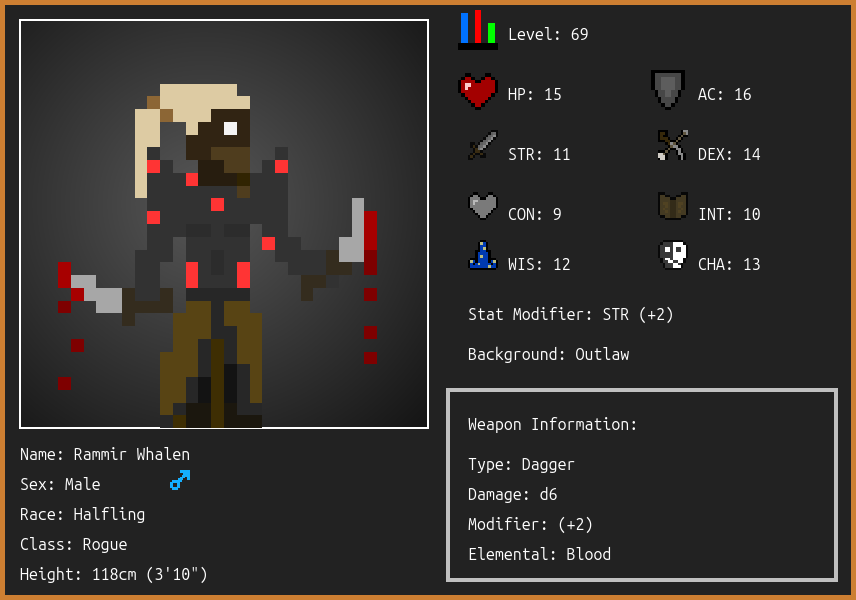 Level: 69
HP: 15
AC: 16
STR: 11
DEX: 14
CON: 9
INT: 10
WIS: 12
CHA: 13
Stat Modifier: STR (+2)
Background: Outlaw
Weapon Information:
Type: Dagger
Damage: d6
Modifier: (+2)
Elemental: Blood
Name: Rammir Whalen
Sex: Male
Race: Halfling
Class: Rogue
Height: 118cm (3'10")